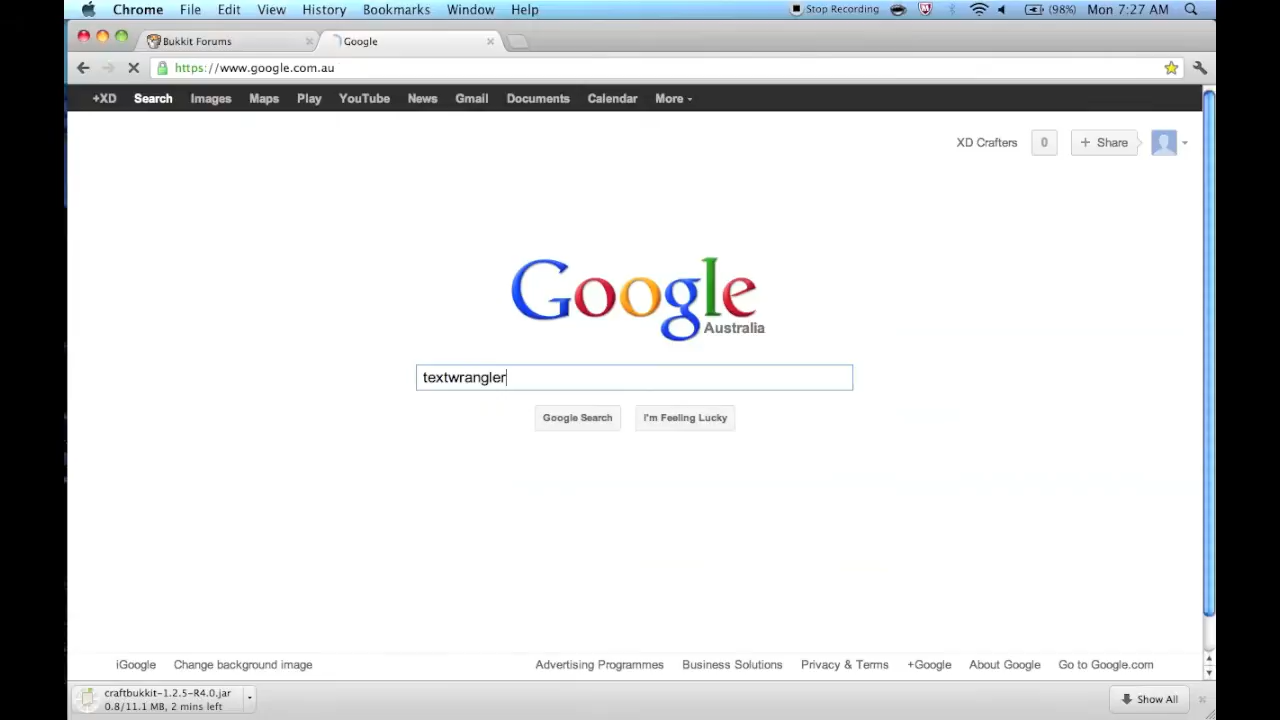 Chrome File Edit View History Bookmarks Window Help Stop Recording (98%) Mon 7:27 AM
Bukkit Forums Google
https://www.google.com.au
+XD Search Images Maps Play YouTube News Gmail Documents Calendar More
XD Crafters 0 + Share
Google
Australia
textwrangler
Google Search I'm Feeling Lucky
iGoogle Change background image Advertising Programmes Business Solutions Privacy & Terms +Google About Google Go to Google.com
craftbukkit-1.2.5-R4.0.jar
0.8/11.1 MB, 2 mins left
Show All